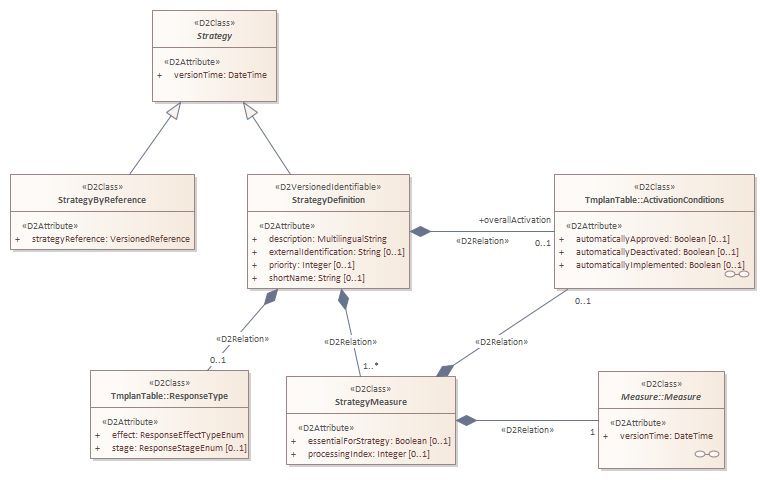 «D2Class»
Strategy
«D2Attribute»
+ versionTime: DateTime
«D2Class»
StrategyByReference
«D2Attribute»
+ strategyReference: VersionedReference
«D2VersionedIdentifiable»
StrategyDefinition
«D2Attribute»
+ description: MultilingualString
+ externalIdentification: String [0..1]
+ priority: Integer [0..1]
+ shortName: String [0..1]
+overallActivation
«D2Relation»
0..1
«D2Class»
TmplanTable::ActivationConditions
«D2Attribute»
+ automaticallyApproved: Boolean [0..1]
+ automaticallyDeactivated: Boolean [0..1]
+ automaticallyImplemented: Boolean [0..1]
«D2Relation»
0..1
«D2Relation»
1..*
«D2Relation»
0..1
«D2Class»
TmplanTable::ResponseType
«D2Attribute»
+ effect: ResponseEffectTypeEnum
+ stage: ResponseStageEnum [0..1]
«D2Class»
StrategyMeasure
«D2Attribute»
+ essentialForStrategy: Boolean [0..1]
+ processingIndex: Integer [0..1]
«D2Relation»
1
«D2Class»
Measure::Measure
«D2Attribute»
+ versionTime: DateTime